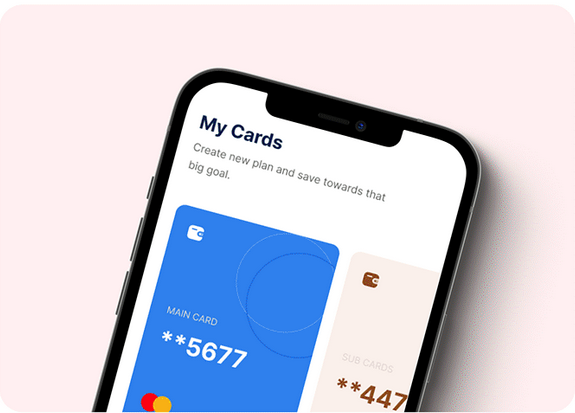 My Cards
Create new plan and save towards that
big goal.
MAIN CARD
**5677
SUB CARDS
**447